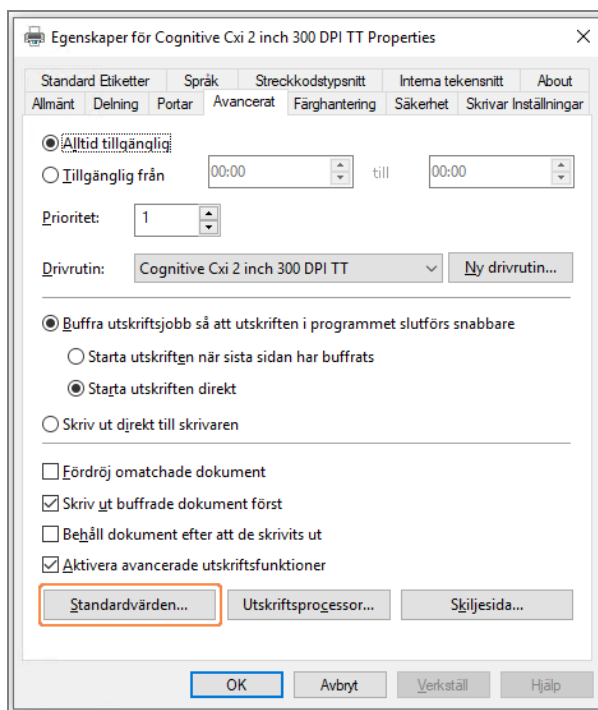 Egenskaper för Cognitive Cxi 2 inch 300 DPI TT Properties
Standard Etiketter Språk Streckkodstypsnitt Interna tekensnitt About
Allmänt Delning Portar Avancerat Färghantering Säkerhet Skrivar Inställningar
Alltid tillgänglig
Tillgänglig från 00:00 till 00:00
Prioritet: 1
Drivrutin: Cognitive Cxi 2 inch 300 DPI TT Ny drivrutin...
Buffra utskriftsjobb så att utskriften i programmet slutförs snabbare
Starta utskriften när sista sidan har buffrats
Starta utskriften direkt
Skriv ut direkt till skrivaren
Fördröj omatchade dokument
Skriv ut buffrade dokument först
Behåll dokument efter att de skrivits ut
Aktivera avancerade utskriftsfunktioner
Standardvärden... Utskriftsprocessor... Skiljesida...
OK Avbryt Verkställ Hjälp